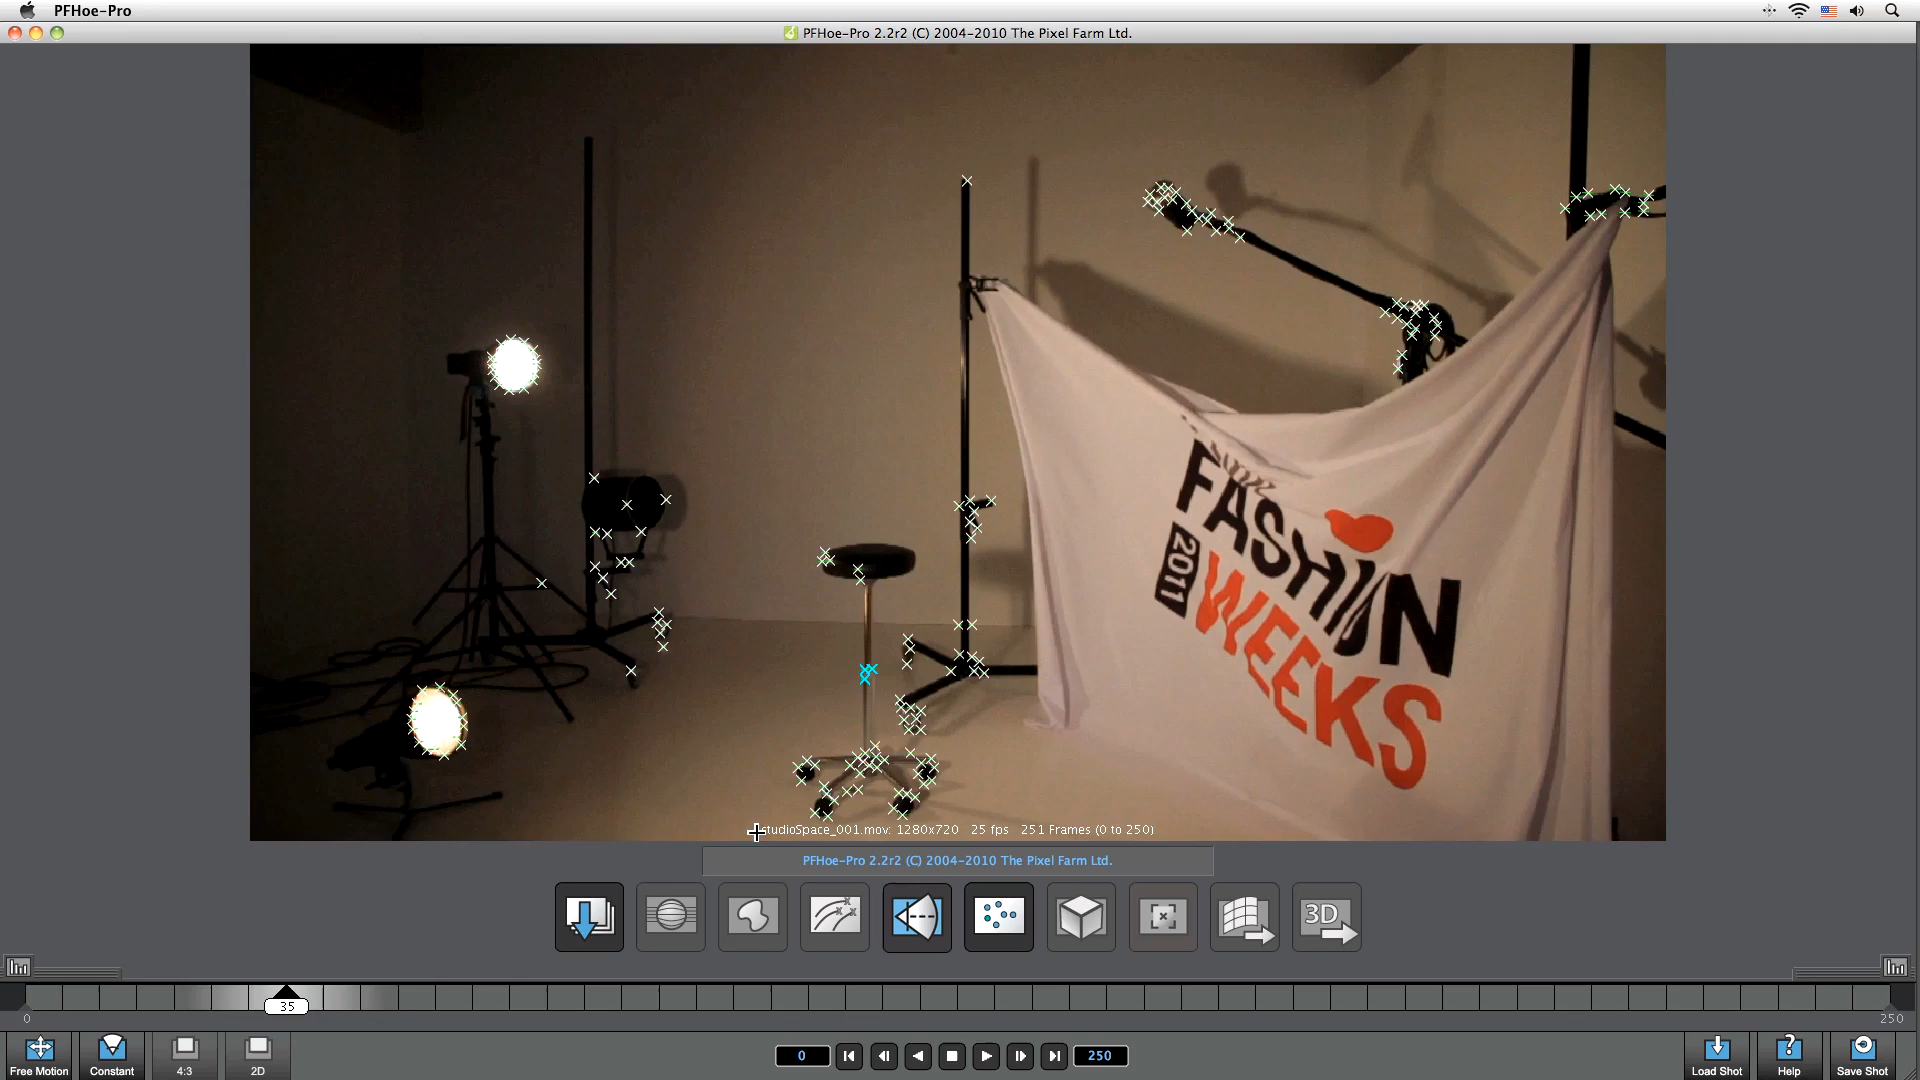 PFHoe-Pro
PFHoe-Pro 2.2r2 (C) 2004-2010 The Pixel Farm Ltd.
FASHION
2011
WEEKS
studioSpace_001.mov: 1280x720 25 fps 251 Frames (0 to 250)
PFHoe-Pro 2.2r2 (C) 2004-2010 The Pixel Farm Ltd.
3D
35
0
250
0
250
Free Motion
Constant
4:3
2D
Load Shot
Help
Save Shot